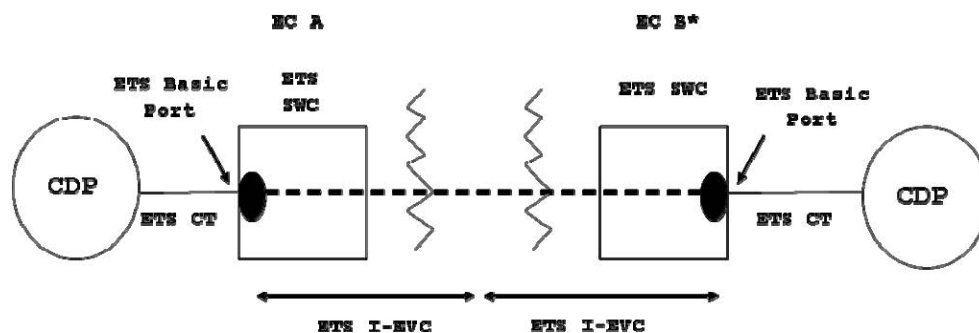 EC A
EC B*
ETS Basic
Port
ETS
SWC
ETS SWC
ETS Basic
Port
CDP
ETS CT
ETS CT
CDP
ETS I-EVC
ETS I-EVC